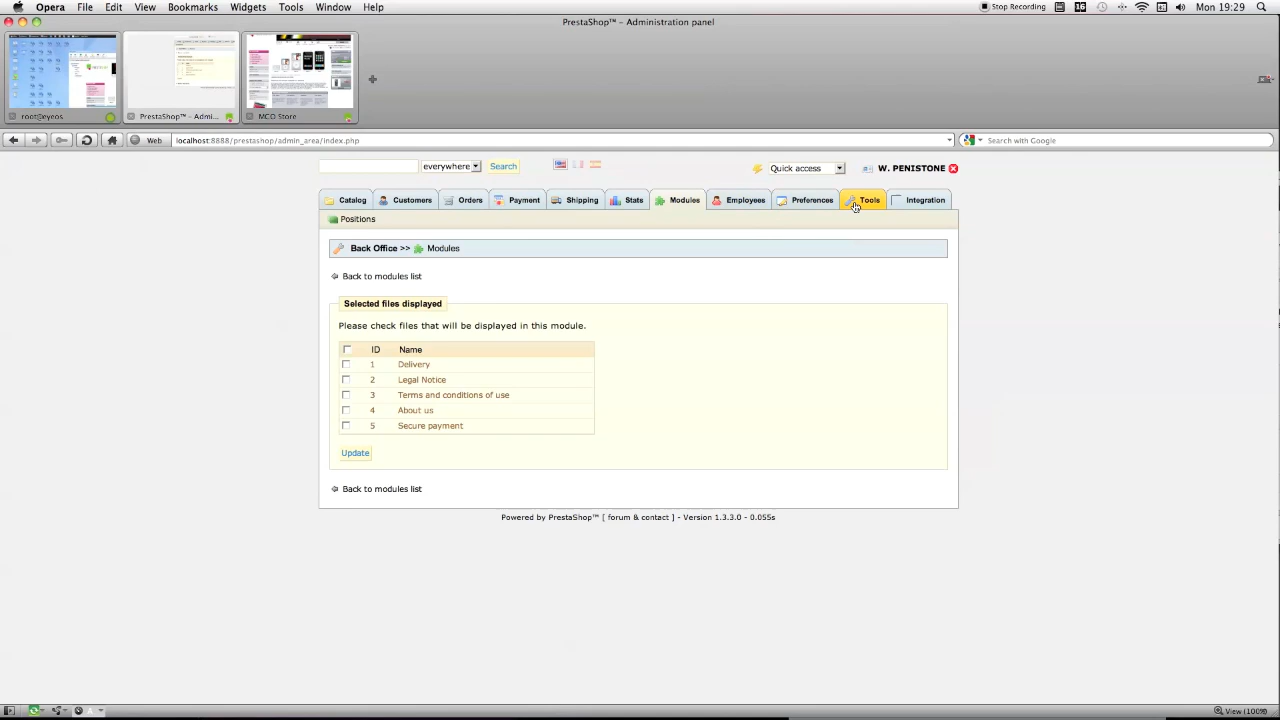 Opera File Edit View Bookmarks Widgets Tools Window Help Stop Recording Mon 19:29
PrestaShop™ – Administration panel
root@eyeos PrestaShop™ – Admini... MCD Store
Web localhost:8888/prestashop/admin_area/index.php Search with Google
everywhere Search Quick access W. PENISTONE
Catalog Customers Orders Payment Shipping Stats Modules Employees Preferences Tools Integration
Positions
Back Office >> Modules
Back to modules list
Selected files displayed
Please check files that will be displayed in this module.
ID Name
1 Delivery
2 Legal Notice
3 Terms and conditions of use
4 About us
5 Secure payment
Update
Back to modules list
Powered by PrestaShop™ [ forum & contact ] - Version 1.3.3.0 - 0.055s
View (100%)